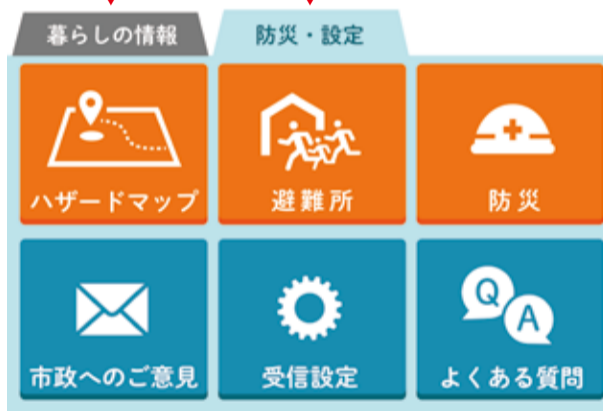 暮らしの情報
防災・設定
ハザードマップ
避難所
防災
市政へのご意見
受信設定
Q A
よくある質問